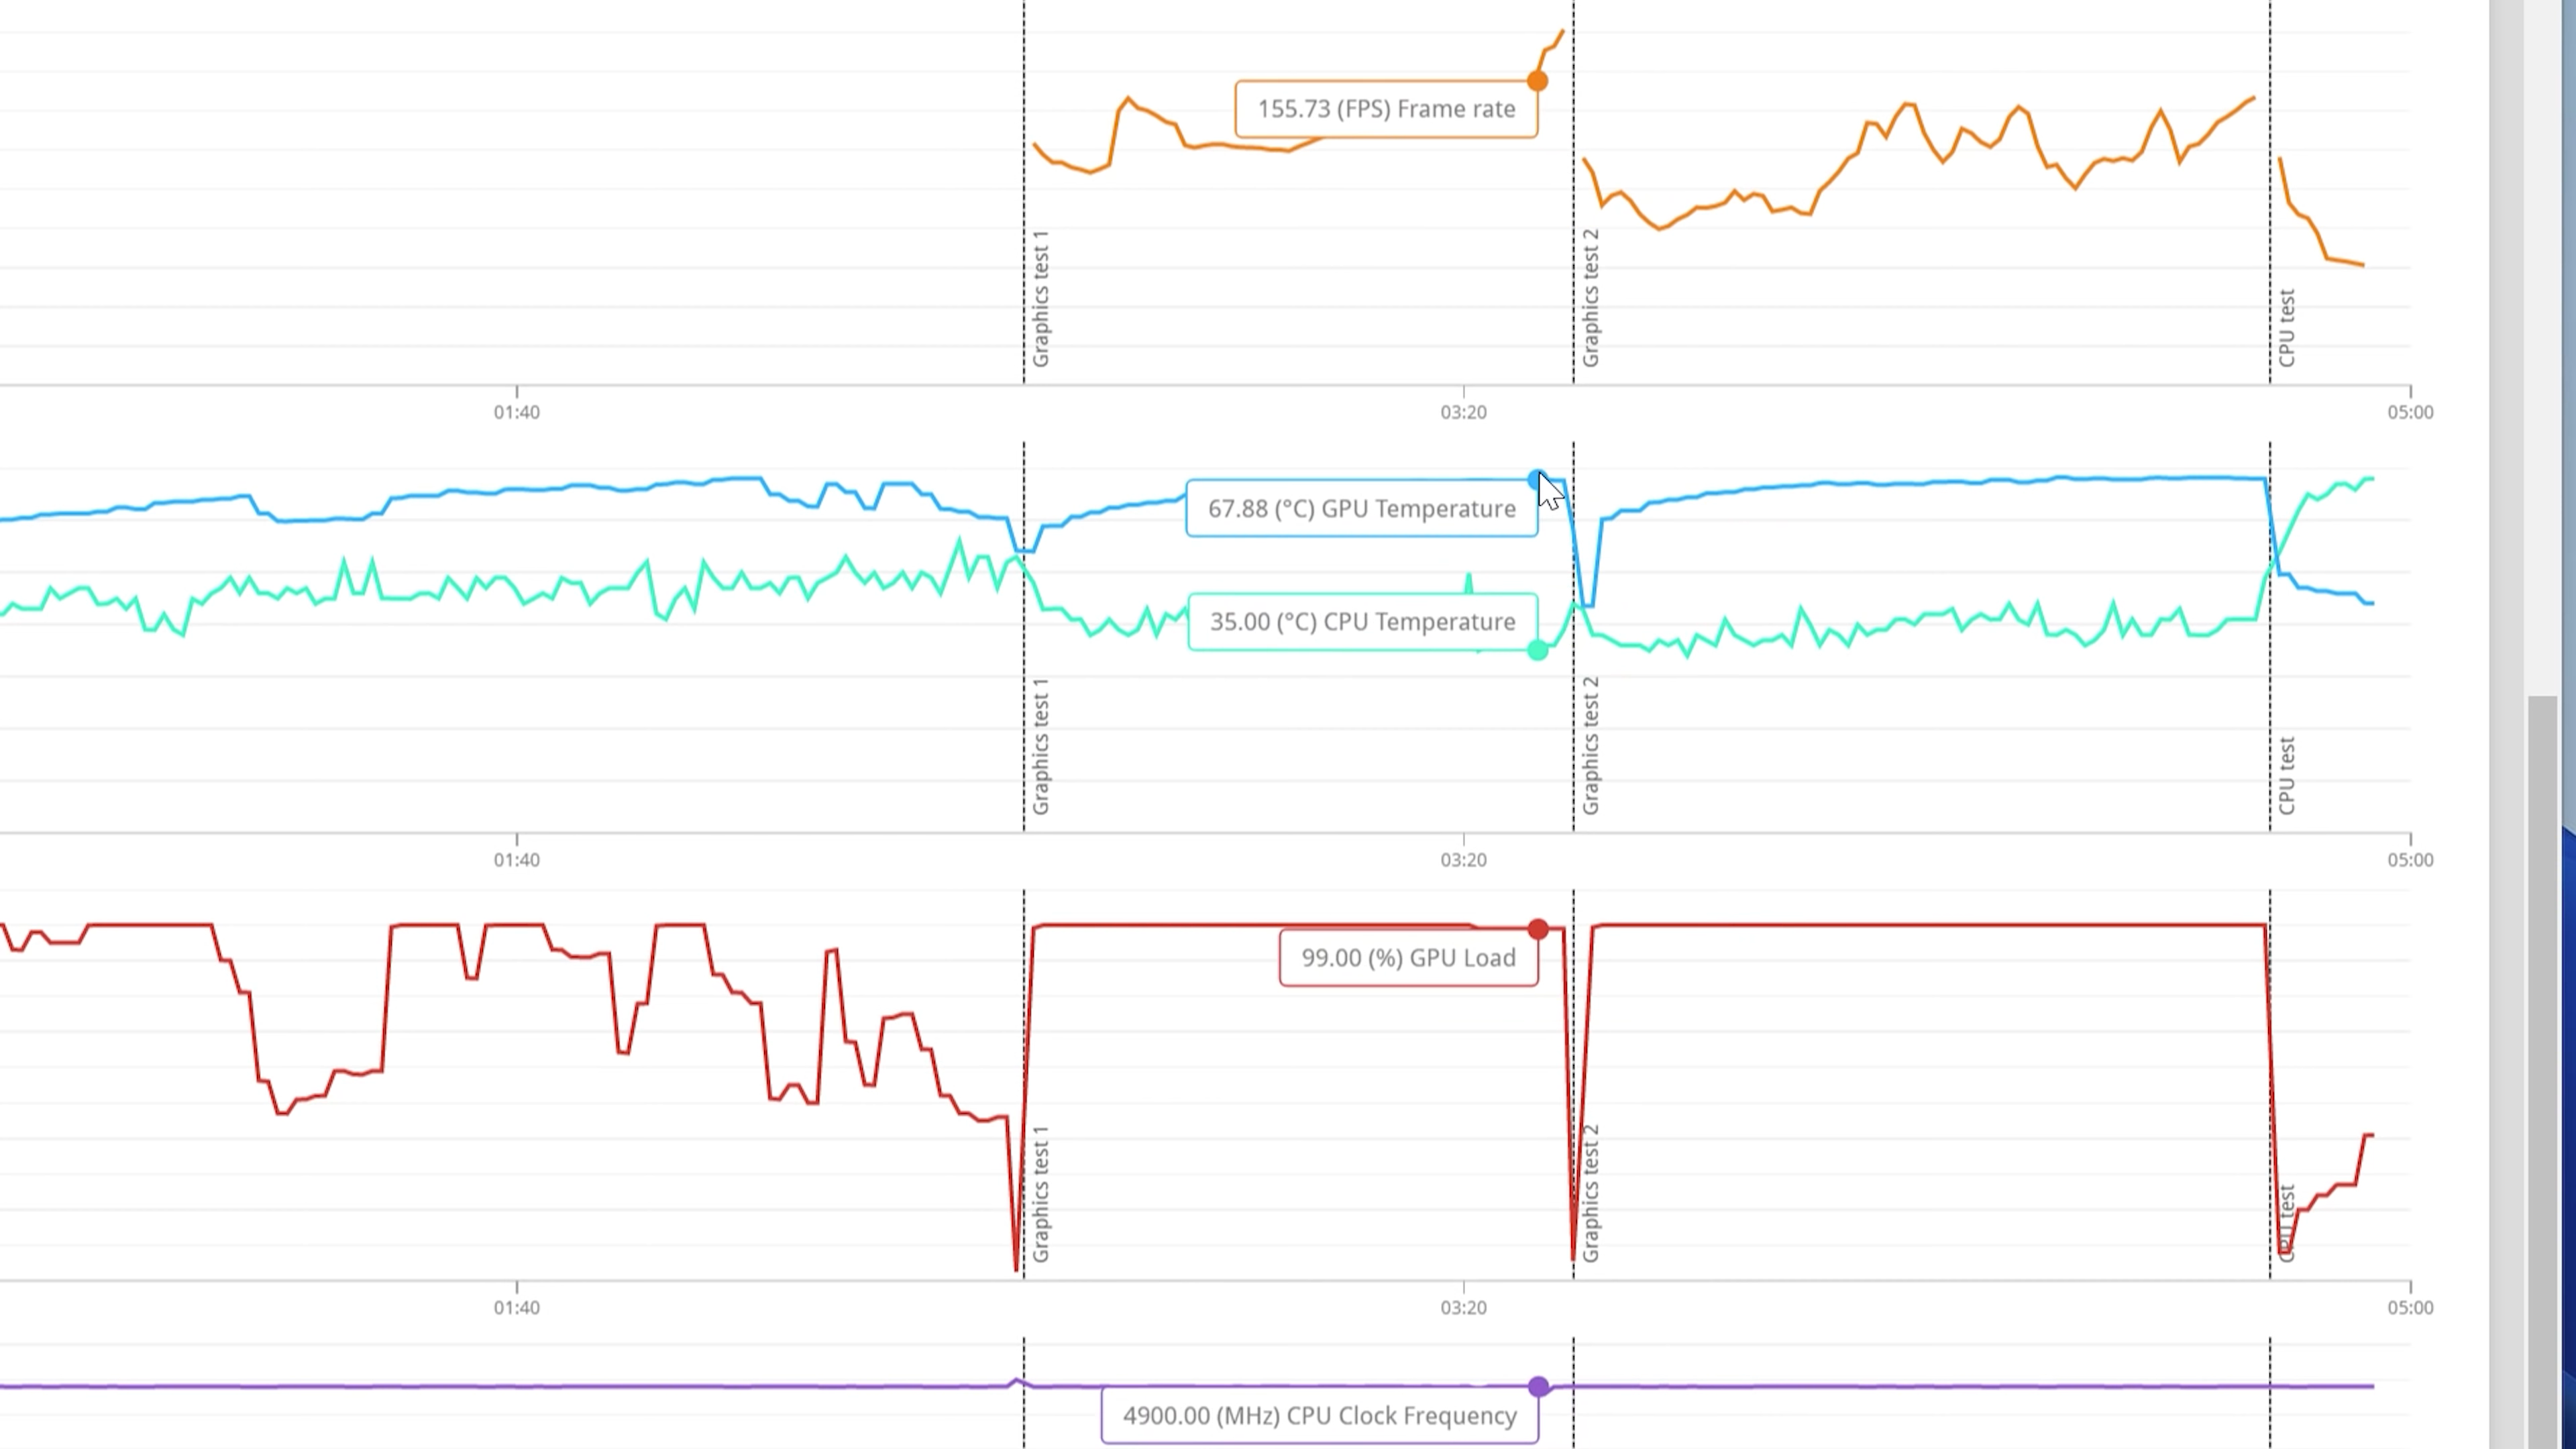 155.73 (FPS) Frame rate
Graphics test 1
Graphics test 2
CPU test
01:40
03:20
05:00
67.88 (°C) GPU Temperature
35.00 (°C) CPU Temperature
Graphics test 1
Graphics test 2
CPU test
01:40
03:20
05:00
99.00 (%) GPU Load
Graphics test 1
Graphics test 2
CPU test
01:40
03:20
05:00
4900.00 (MHz) CPU Clock Frequency